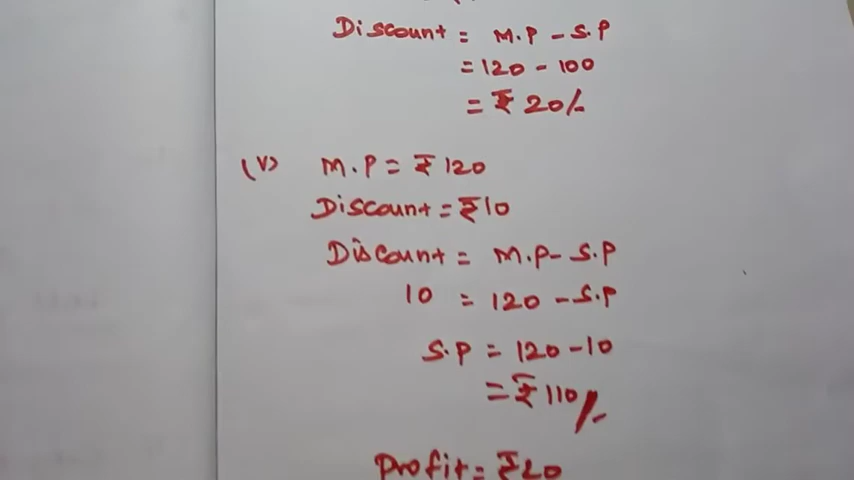 Discount = M.P - S.P
= 120 - 100
= ₹ 20/-
(v) M.P = ₹ 120
Discount = ₹ 10
Discount = M.P - S.P
10 = 120 - S.P
S.P = 120 - 10
= ₹ 110/-
Profit = ₹20